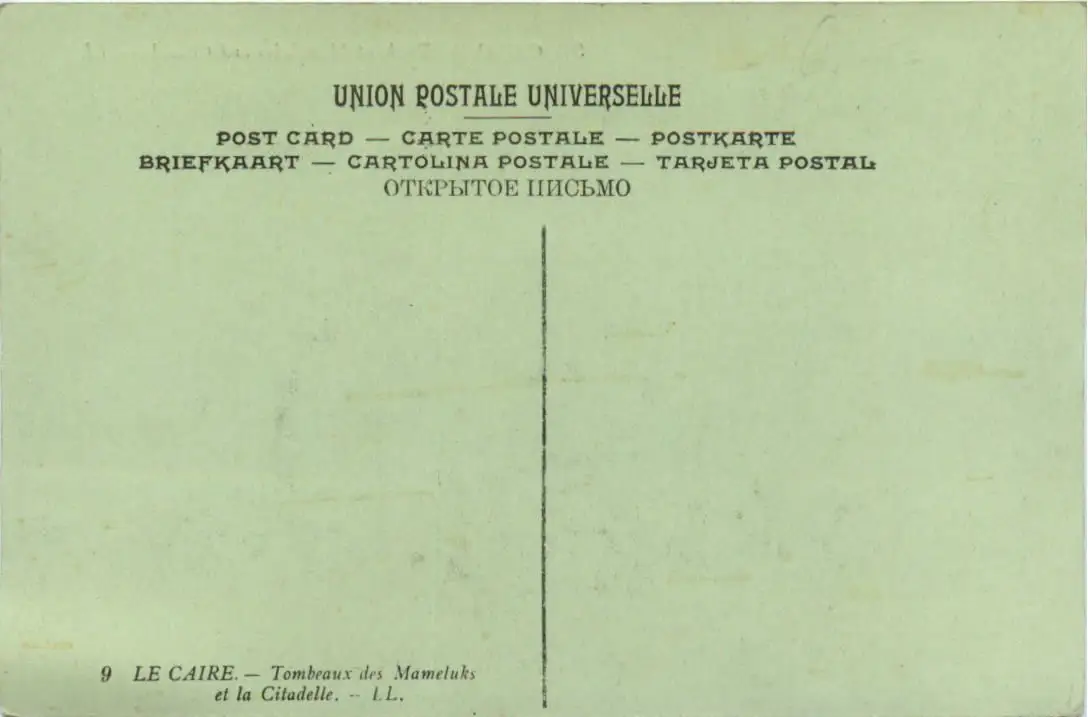 UNION POSTALE UNIVERSELLE
POST CARD — CARTE POSTALE — POSTKARTE
BRIEFKAART — CARTOLINA POSTALE — TARJETA POSTAL
ОТКРЫТОЕ ПИСЬМО
9 LE CAIRE. — Tombeaux des Mameluks
et la Citadelle. -- LL.